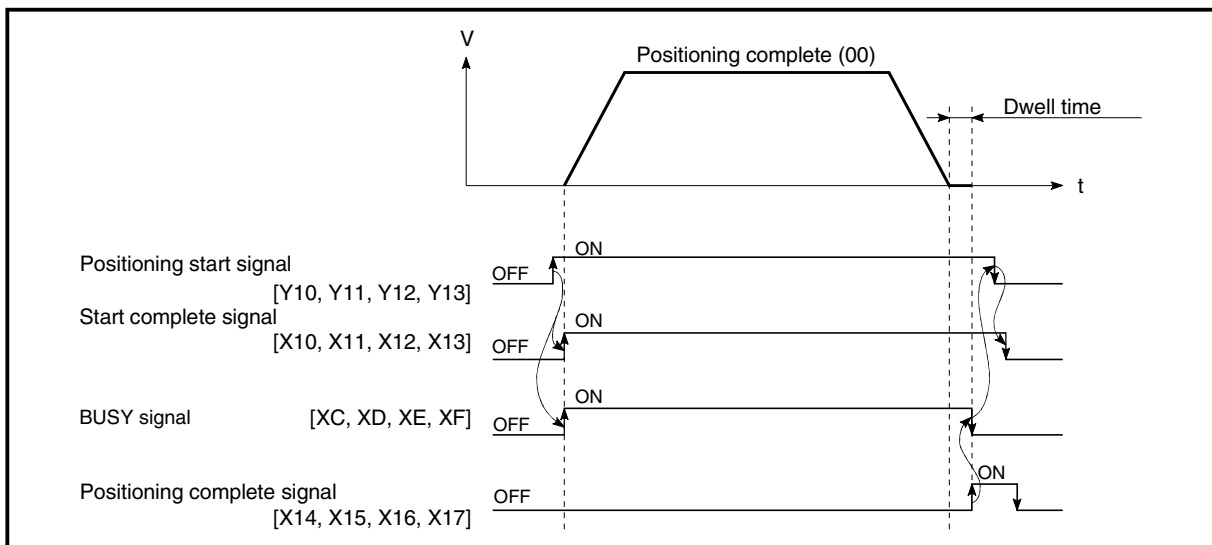 V
Positioning complete (00)
Dwell time
t
Positioning start signal
[Y10, Y11, Y12, Y13]
OFF
ON
Start complete signal
[X10, X11, X12, X13]
OFF
ON
BUSY signal [XC, XD, XE, XF]
OFF
ON
Positioning complete signal
[X14, X15, X16, X17]
OFF
ON